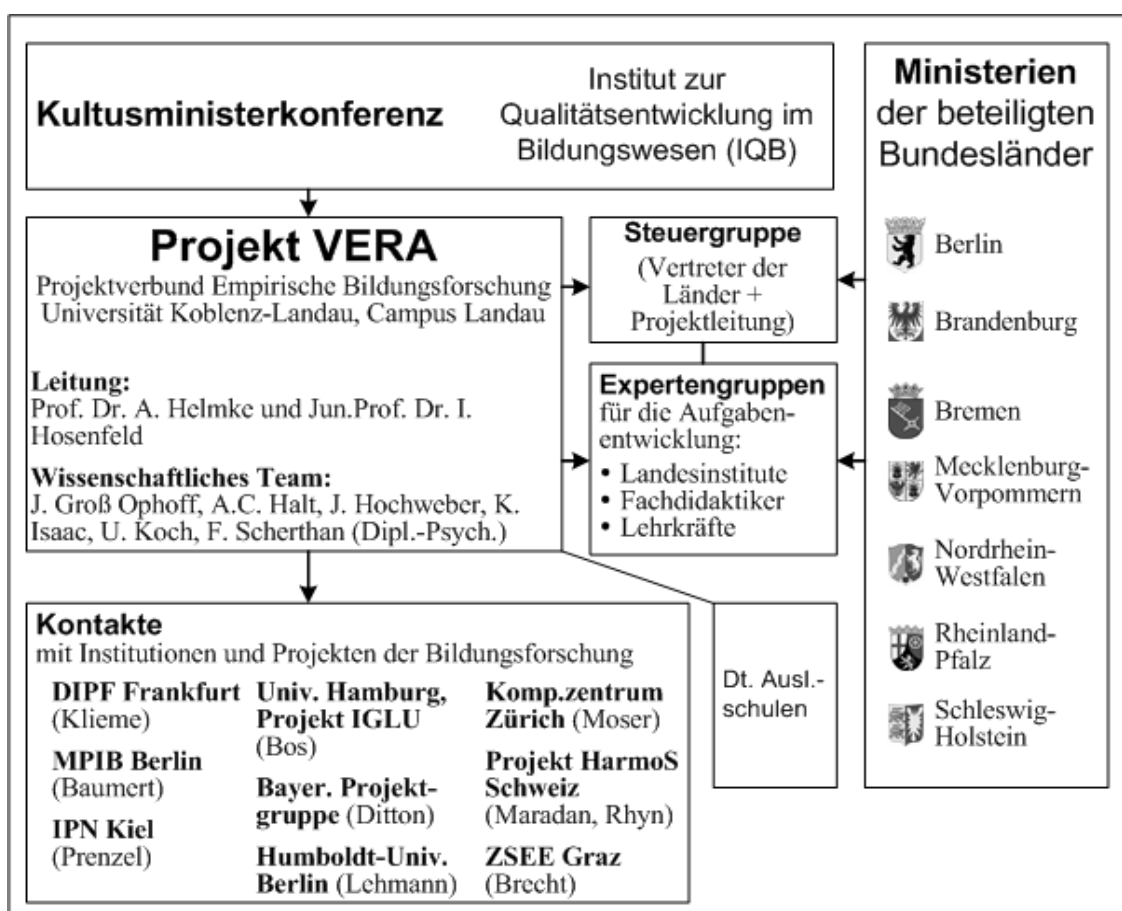 Kultusministerkonferenz
Institut zur
Qualitätsentwicklung im
Bildungswesen (IQB)
Projekt VERA
Projektverbund Empirische Bildungsforschung
Universität Koblenz-Landau, Campus Landau
Leitung:
Prof. Dr. A. Helmke und Jun.Prof. Dr. I.
Hosenfeld
Wissenschaftliches Team:
J. Groß Ophoff, A.C. Halt, J. Hochweber, K.
Isaac, U. Koch, F. Scherthan (Dipl.-Psych.)
Steuergruppe
(Vertreter der
Länder +
Projektleitung)
Expertengruppen
für die Aufgaben-
entwicklung:
• Landesinstitute
• Fachdidaktiker
• Lehrkräfte
Ministerien
der beteiligten
Bundesländer
Berlin
Brandenburg
Bremen
Mecklenburg-
Vorpommern
Nordrhein-
Westfalen
Rheinland-
Pfalz
Schleswig-
Holstein
Kontakte
mit Institutionen und Projekten der Bildungsforschung
DIPF Frankfurt
(Klieme)
MPIB Berlin
(Baumert)
IPN Kiel
(Prenzel)
Univ. Hamburg,
Projekt IGLU
(Bos)
Bayer. Projekt-
gruppe (Ditton)
Humboldt-Univ.
Berlin (Lehmann)
Komp.zentrum
Zürich (Moser)
Projekt HarmoS
Schweiz
(Maradan, Rhyn)
ZSEE Graz
(Brecht)
Dt. Ausl.-
schulen